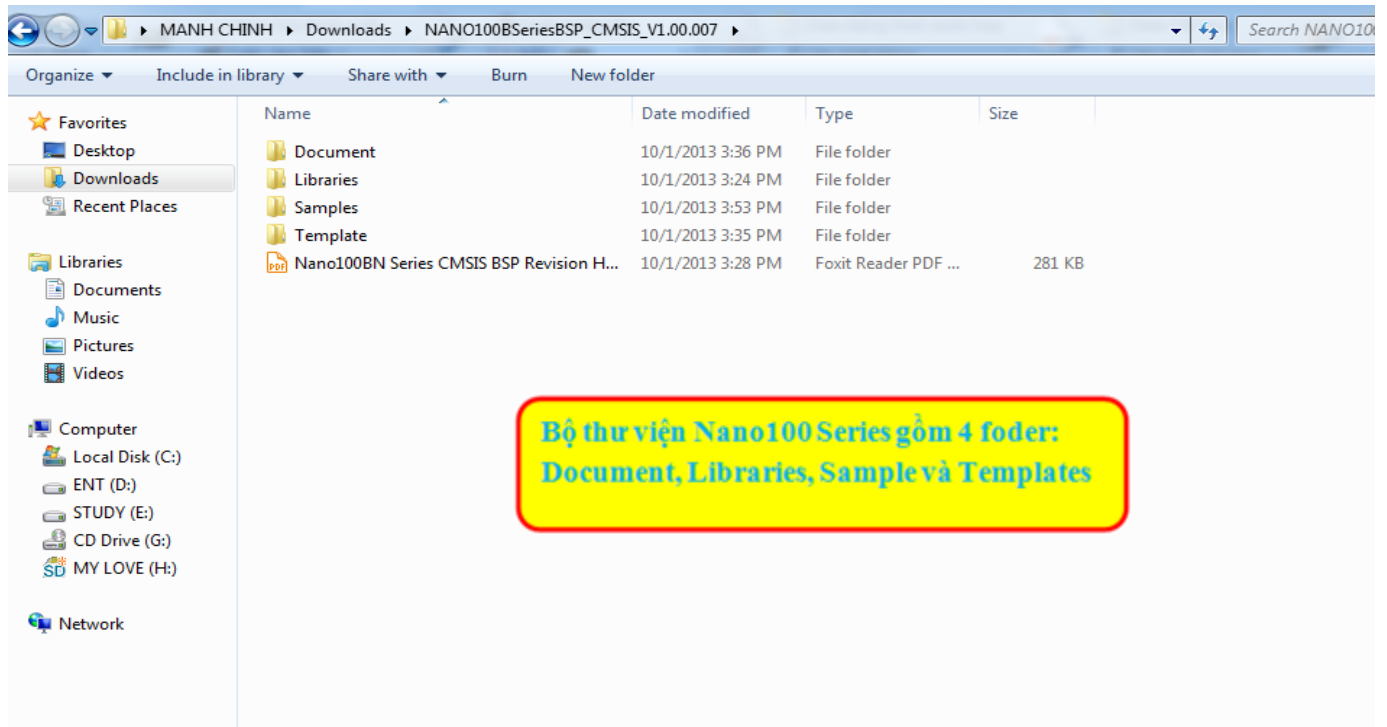 MANH CHINH Downloads NANO100BSeriesBSP_CMSIS_V1.00.007
Search NANO10
Organize Include in library Share with Burn New folder
Favorites
Desktop
Downloads
Recent Places
Libraries
Documents
Music
Pictures
Videos
Computer
Local Disk (C:)
ENT (D:)
STUDY (E:)
CD Drive (G:)
MY LOVE (H:)
Network
Name Date modified Type Size
Document 10/1/2013 3:36 PM File folder
Libraries 10/1/2013 3:24 PM File folder
Samples 10/1/2013 3:53 PM File folder
Template 10/1/2013 3:35 PM File folder
Nano100BN Series CMSIS BSP Revision H... 10/1/2013 3:28 PM Foxit Reader PDF ... 281 KB
Bộ thư viện Nano100 Series gồm 4 foder:
Document, Libraries, Sample và Templates